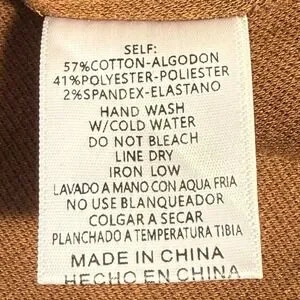 SELF:
57%COTTON-ALGODON
41%POLYESTER-POLIESTER
2%SPANDEX-ELASTANO
HAND WASH
W/COLD WATER
DO NOT BLEACH
LINE DRY
IRON LOW
LAVADO A MANO CON AQUA FRIA
NO USE BLANQUEADOR
COLGAR A SECAR
PLANCHADO A TEMPERATURA TIBIA
MADE IN CHINA
HECHO EN CHINA